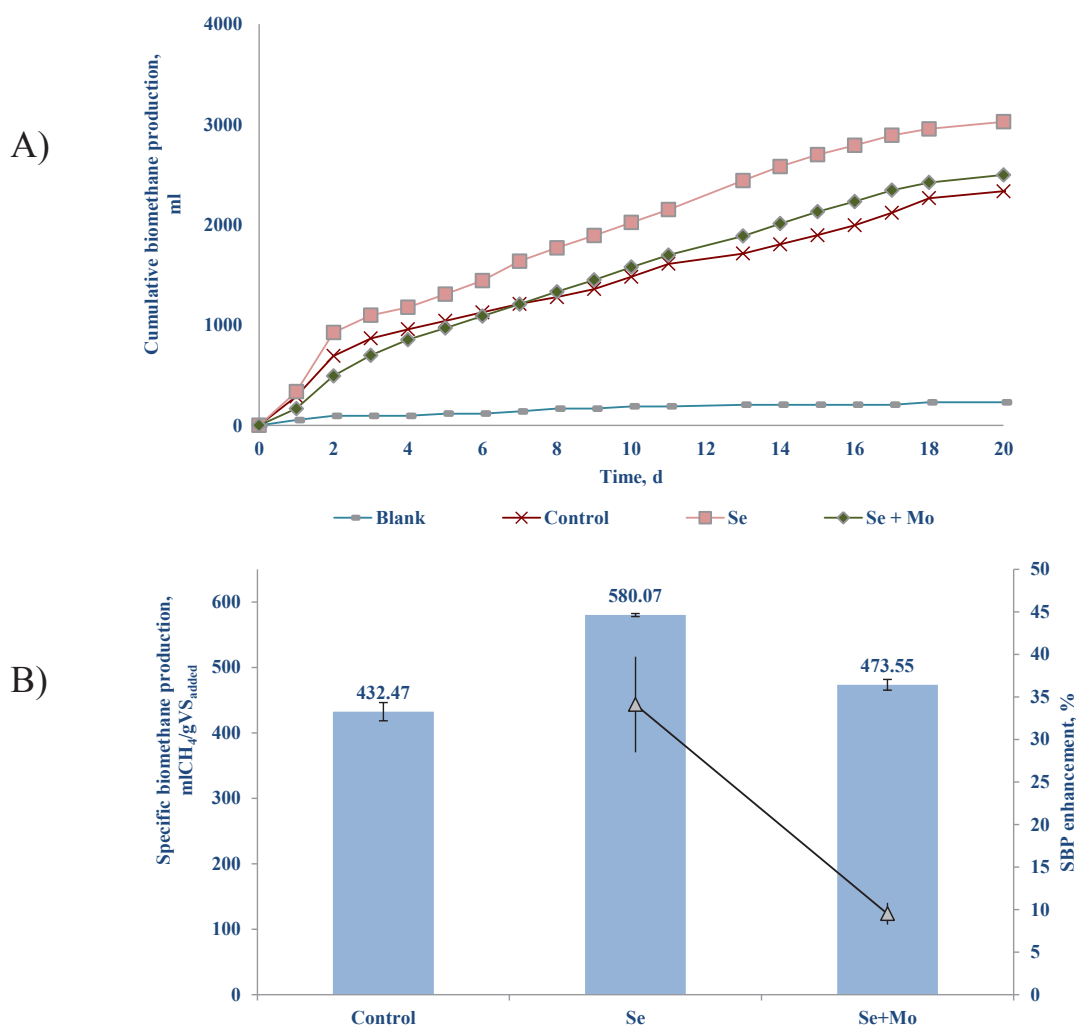 A)
Cumulative biomethane production,
ml
4000
3000
2000
1000
0
0 2 4 6 8 10 12 14 16 18 20
Time, d
Blank Control Se Se + Mo
B)
Specific biomethane production,
mlCH4/gVSadded
600
500
400
300
200
100
0
432.47
580.07
473.55
50
45
40
35
30
25
20
15
10
5
0
SBP enhancement, %
Control Se Se+Mo